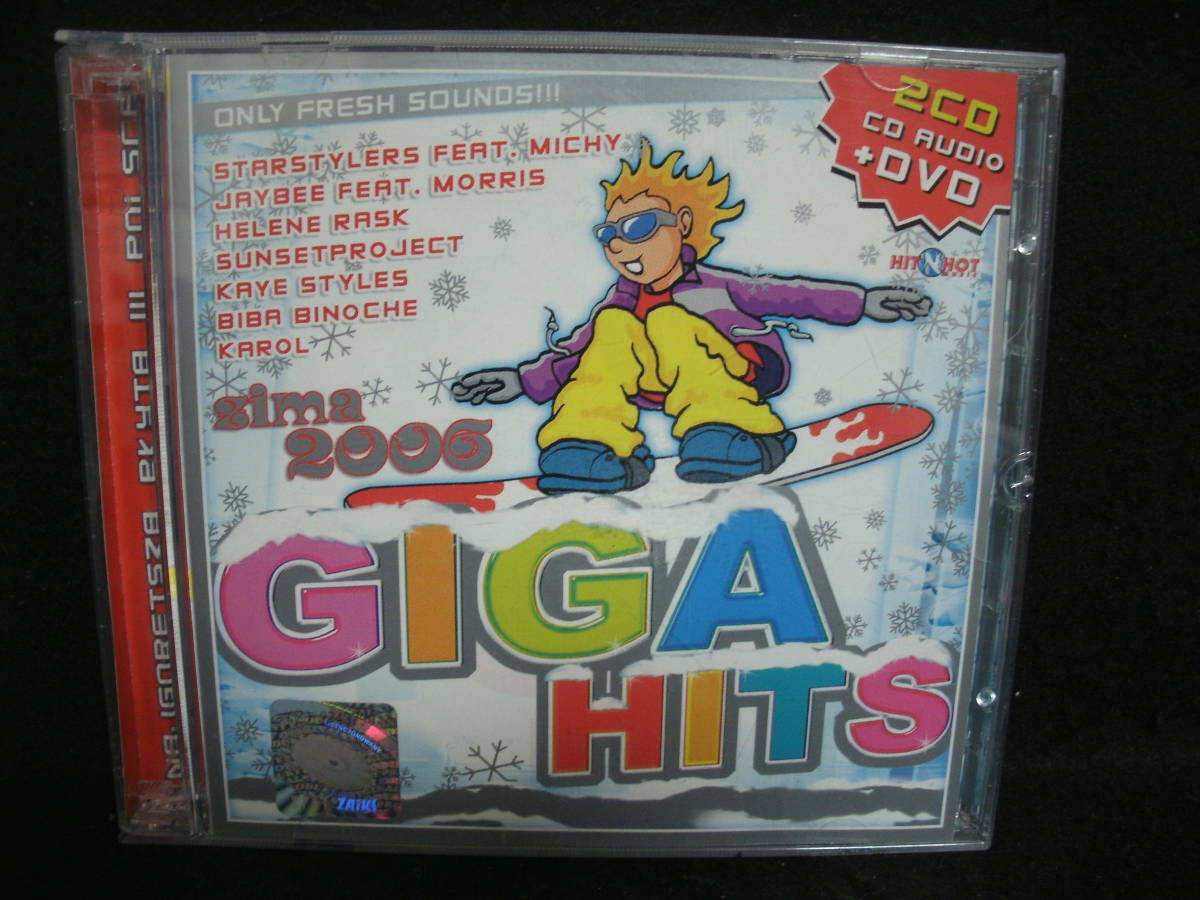 ONLY FRESH SOUNDS!!!
2CD
CD AUDIO
+DVD
STARSTYLERS FEAT. MICHY
JAYBEE FEAT. MORRIS
HELENE RASK
SUNSETPROJECT
KAYE STYLES
BIBA BINOCHE
KAROL
HIT'N'HOT
MUSIC
zima
2006
GIGA
HITS
ZAiKS